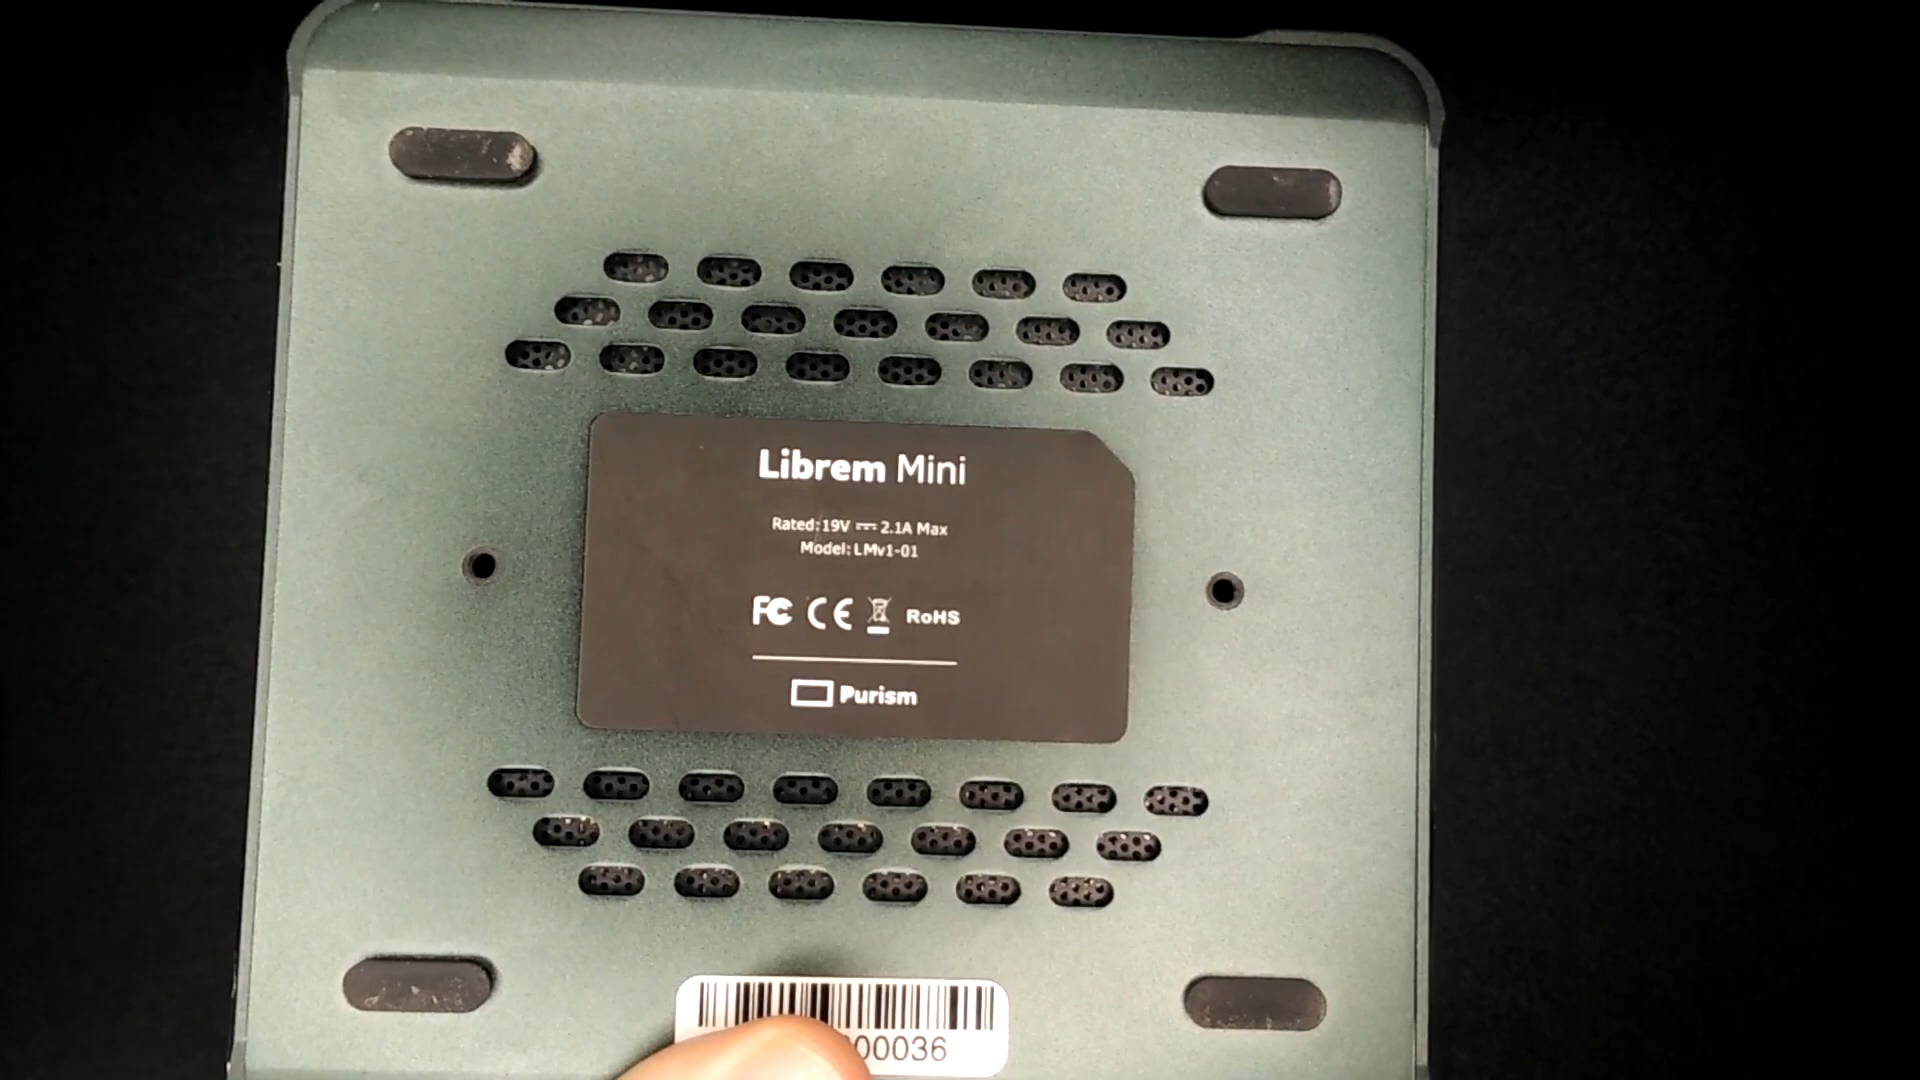 Librem Mini
Rated: 19V ⎓ 2.1A Max
Model: LMv1-01
FC CE RoHS
Purism
00036